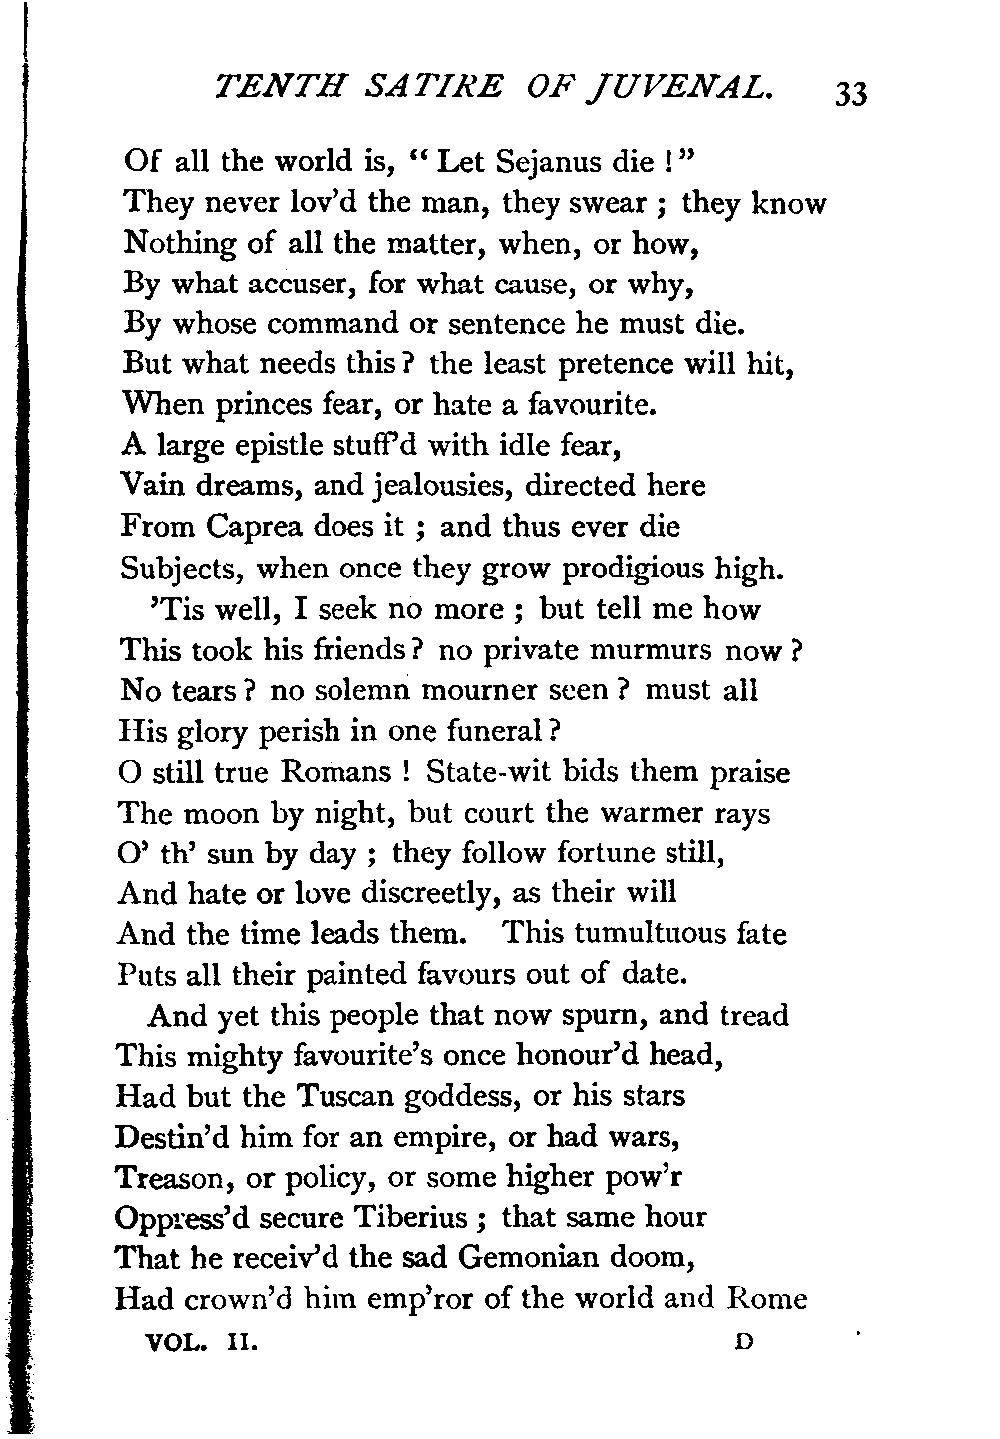 TENTH SATIRE OF JUVENAL. 33
Of all the world is, “ Let Sejanus die !”
They never lov’d the man, they swear ; they know
Nothing of all the matter, when, or how,
By what accuser, for what cause, or why,
By whose command or sentence he must die.
But what needs this ? the least pretence will hit,
When princes fear, or hate a favourite.
A large epistle stuff’d with idle fear,
Vain dreams, and jealousies, directed here
From Caprea does it ; and thus ever die
Subjects, when once they grow prodigious high.
’Tis well, I seek no more ; but tell me how
This took his friends ? no private murmurs now ?
No tears ? no solemn mourner seen ? must all
His glory perish in one funeral ?
O still true Romans ! State-wit bids them praise
The moon by night, but court the warmer rays
O’ th’ sun by day ; they follow fortune still,
And hate or love discreetly, as their will
And the time leads them. This tumultuous fate
Puts all their painted favours out of date.
And yet this people that now spurn, and tread
This mighty favourite’s once honour’d head,
Had but the Tuscan goddess, or his stars
Destin’d him for an empire, or had wars,
Treason, or policy, or some higher pow’r
Oppress’d secure Tiberius ; that same hour
That he receiv’d the sad Gemonian doom,
Had crown’d him emp’ror of the world and Rome
VOL. II. D